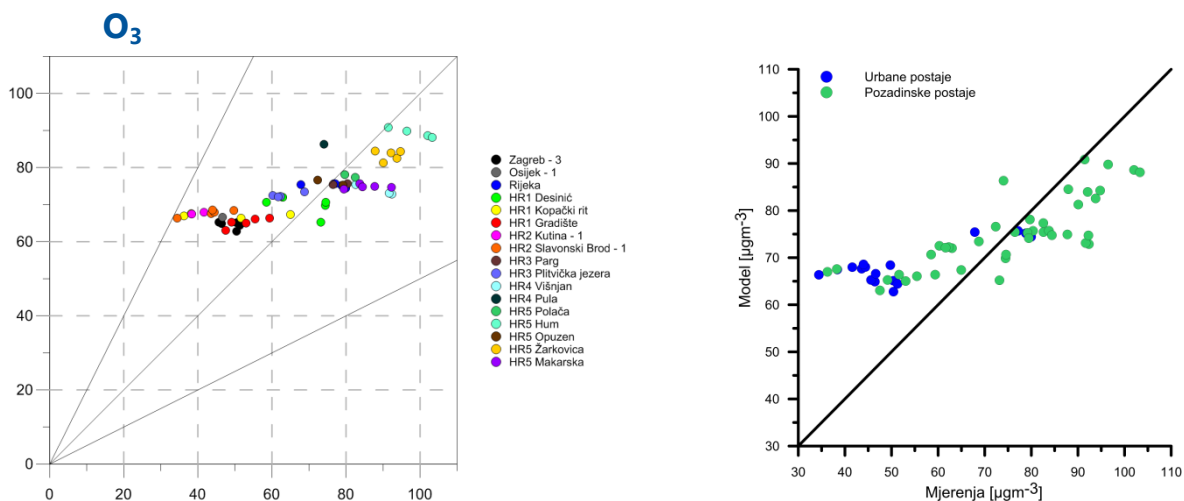 O₃
100
80
60
40
20
0
0 20 40 60 80 100
Zagreb - 3
Osijek - 1
Rijeka
HR1 Desinić
HR1 Kopački rit
HR1 Gradište
HR2 Kutina - 1
HR2 Slavonski Brod - 1
HR3 Parg
HR3 Plitvička jezera
HR4 Višnjan
HR4 Pula
HR5 Polača
HR5 Hum
HR5 Opuzen
HR5 Žarkovica
HR5 Makarska
Urbane postaje
Pozadinske postaje
Model [µgm⁻³]
110
100
90
80
70
60
50
40
30
30 40 50 60 70 80 90 100 110
Mjerenja [µgm⁻³]